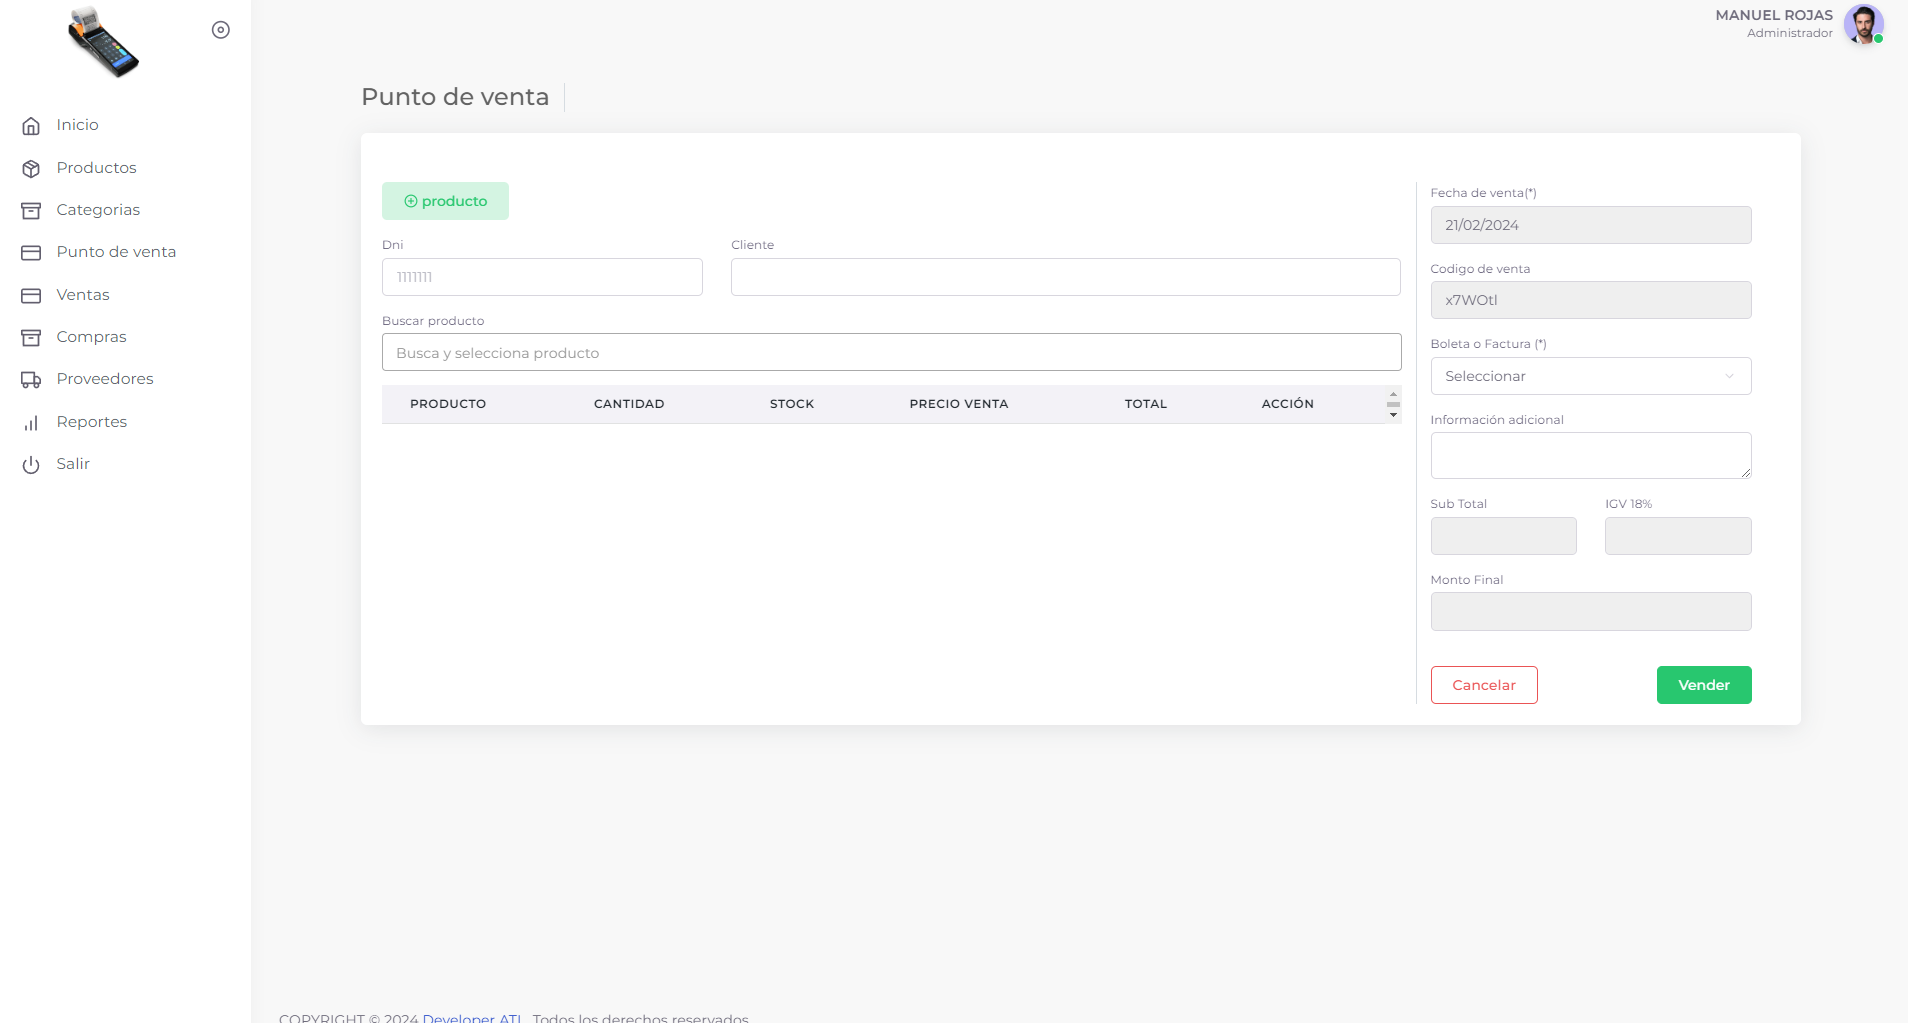 MANUEL ROJAS
Administrador
Inicio
Productos
Categorias
Punto de venta
Ventas
Compras
Proveedores
Reportes
Salir
Punto de venta
producto
Dni
1111111
Cliente
Buscar producto
Busca y selecciona producto
PRODUCTO CANTIDAD STOCK PRECIO VENTA TOTAL ACCIÓN
Fecha de venta(*)
21/02/2024
Codigo de venta
x7WOtl
Boleta o Factura (*)
Seleccionar
Información adicional
Sub Total IGV 18%
Monto Final
Cancelar Vender
COPYRIGHT © 2024 Developer ATI , Todos los derechos reservados